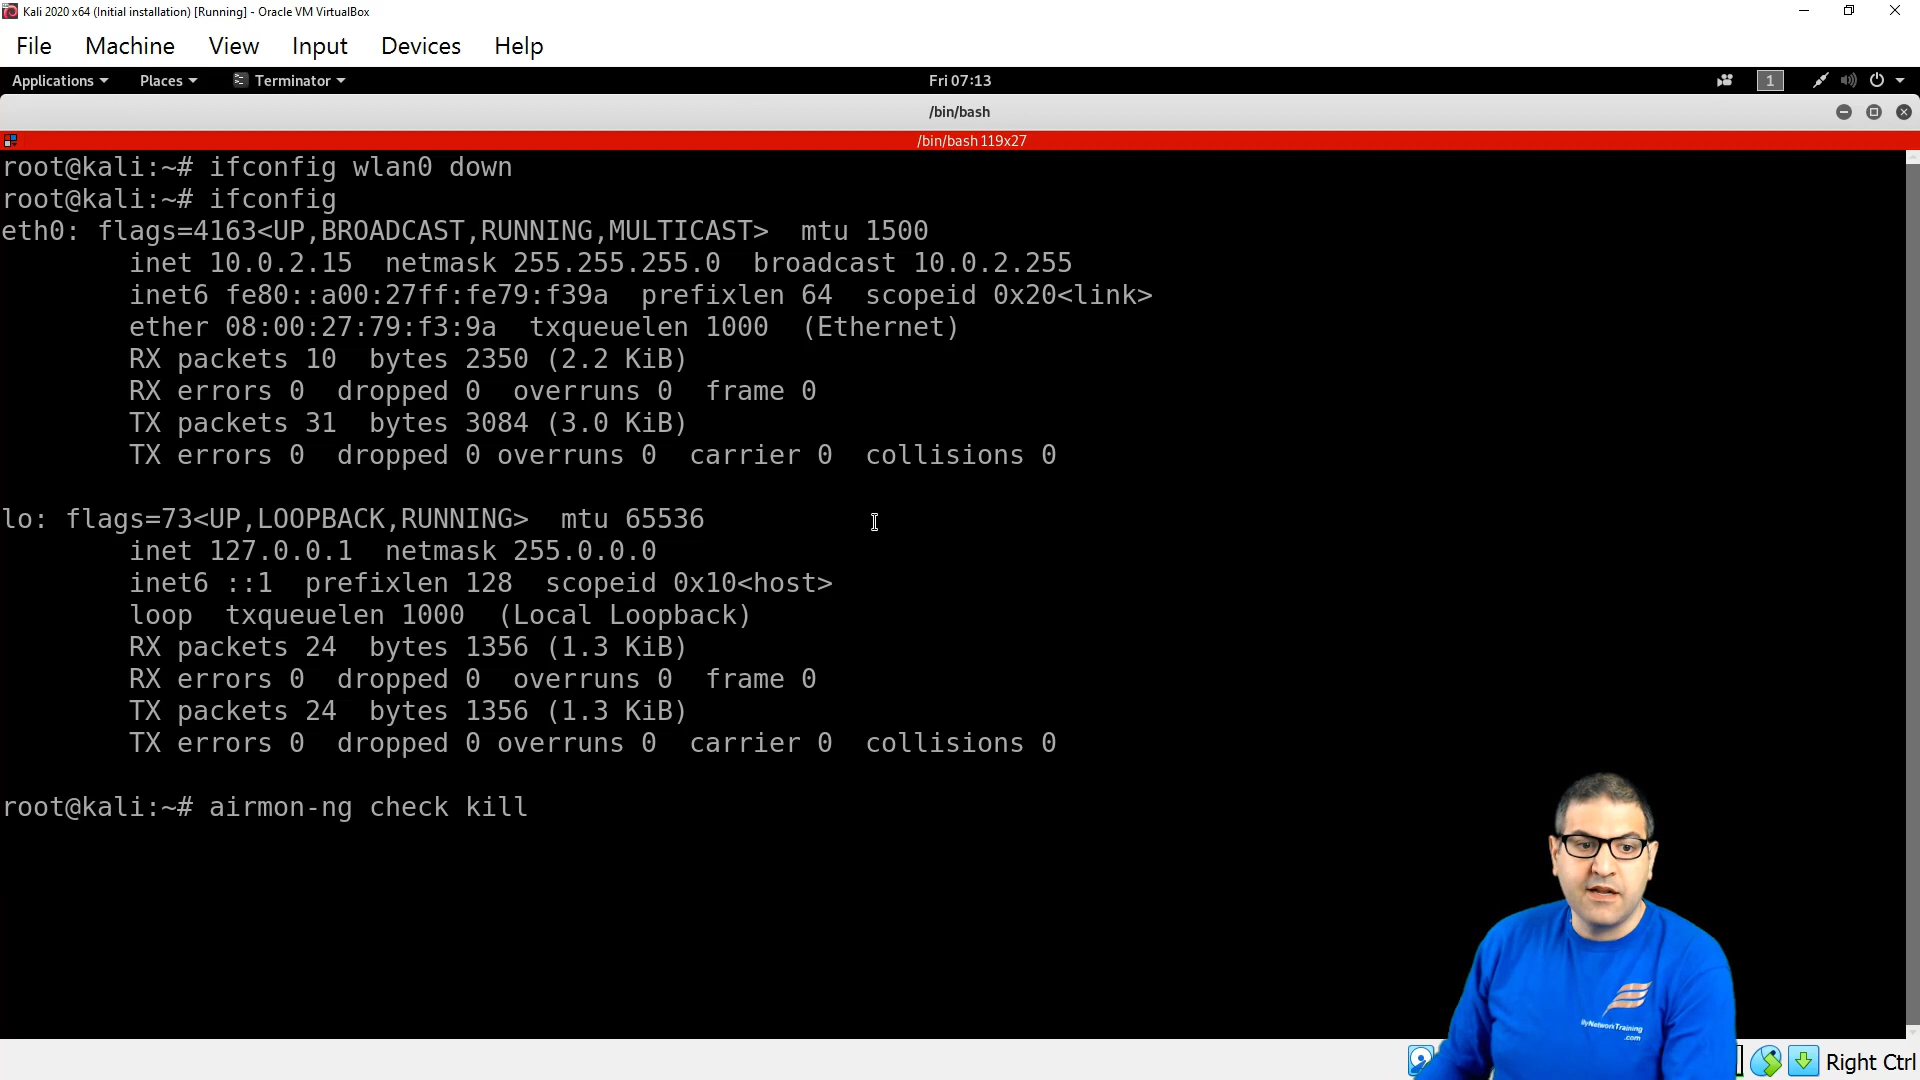 Kali 2020 x64 (Initial installation) [Running] - Oracle VM VirtualBox
File Machine View Input Devices Help
Applications Places Terminator Fri 07:13 1
/bin/bash
/bin/bash 119x27
root@kali:~# ifconfig wlan0 down
root@kali:~# ifconfig
eth0: flags=4163<UP,BROADCAST,RUNNING,MULTICAST>  mtu 1500
        inet 10.0.2.15  netmask 255.255.255.0  broadcast 10.0.2.255
        inet6 fe80::a00:27ff:fe79:f39a  prefixlen 64  scopeid 0x20<link>
        ether 08:00:27:79:f3:9a  txqueuelen 1000  (Ethernet)
        RX packets 10  bytes 2350 (2.2 KiB)
        RX errors 0  dropped 0  overruns 0  frame 0
        TX packets 31  bytes 3084 (3.0 KiB)
        TX errors 0  dropped 0 overruns 0  carrier 0  collisions 0
lo: flags=73<UP,LOOPBACK,RUNNING>  mtu 65536
        inet 127.0.0.1  netmask 255.0.0.0
        inet6 ::1  prefixlen 128  scopeid 0x10<host>
        loop  txqueuelen 1000  (Local Loopback)
        RX packets 24  bytes 1356 (1.3 KiB)
        RX errors 0  dropped 0  overruns 0  frame 0
        TX packets 24  bytes 1356 (1.3 KiB)
        TX errors 0  dropped 0 overruns 0  carrier 0  collisions 0
root@kali:~# airmon-ng check kill
MyNetworkTraining
.com
Right Ctrl